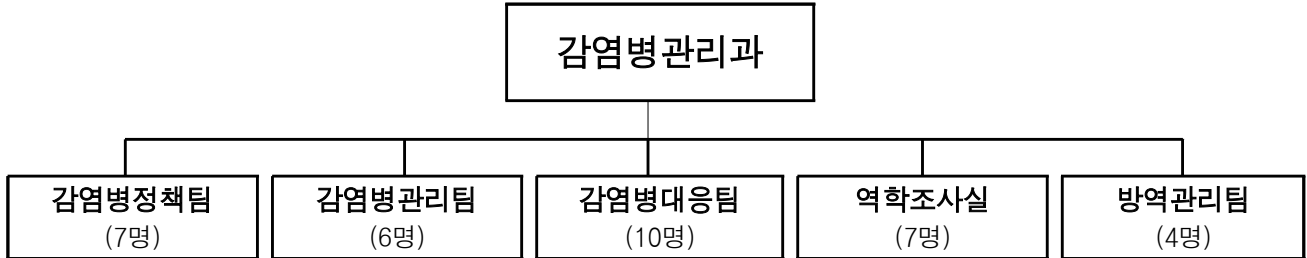 감염병관리과
감염병정책팀
(7명)
감염병관리팀
(6명)
감염병대응팀
(10명)
역학조사실
(7명)
방역관리팀
(4명)